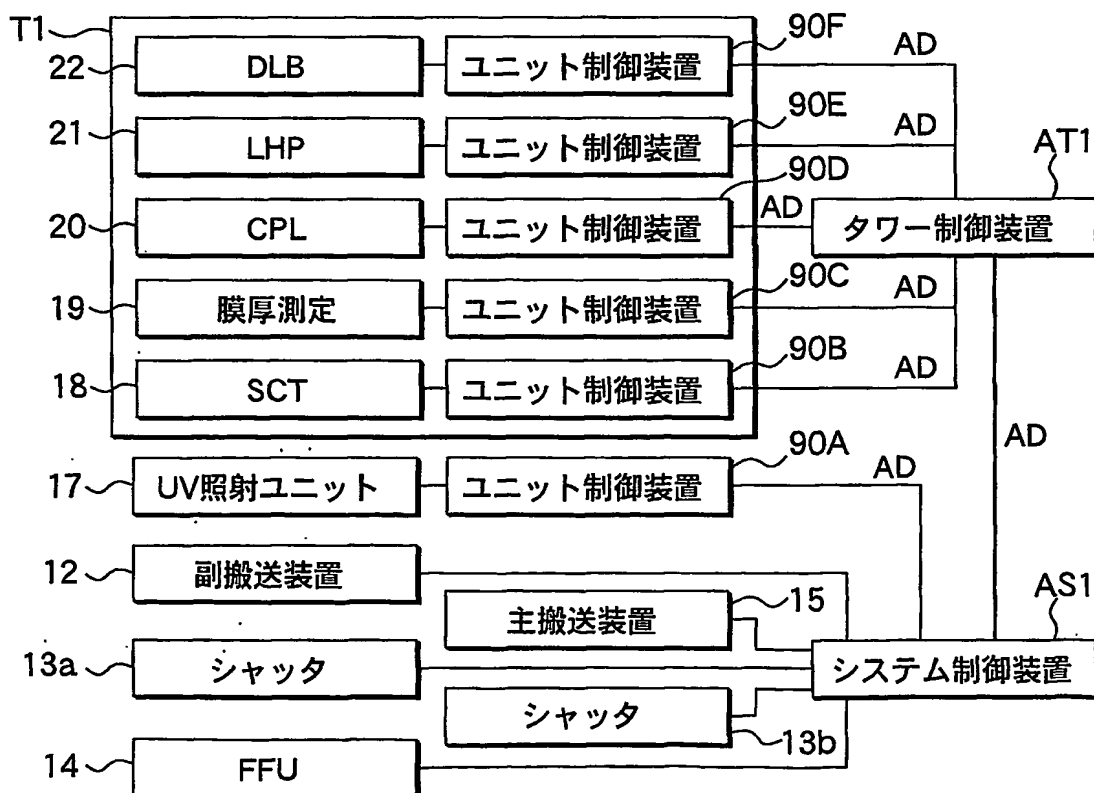 T1
22
DLB
ユニット制御装置
90F
AD
21
LHP
ユニット制御装置
90E
AD
20
CPL
ユニット制御装置
90D
AD
AT1
タワー制御装置
19
膜厚測定
ユニット制御装置
90C
AD
18
SCT
ユニット制御装置
90B
AD
AD
17
UV照射ユニット
ユニット制御装置
90A
AD
12
副搬送装置
主搬送装置
15
AS1
システム制御装置
13a
シャッタ
シャッタ
13b
14
FFU